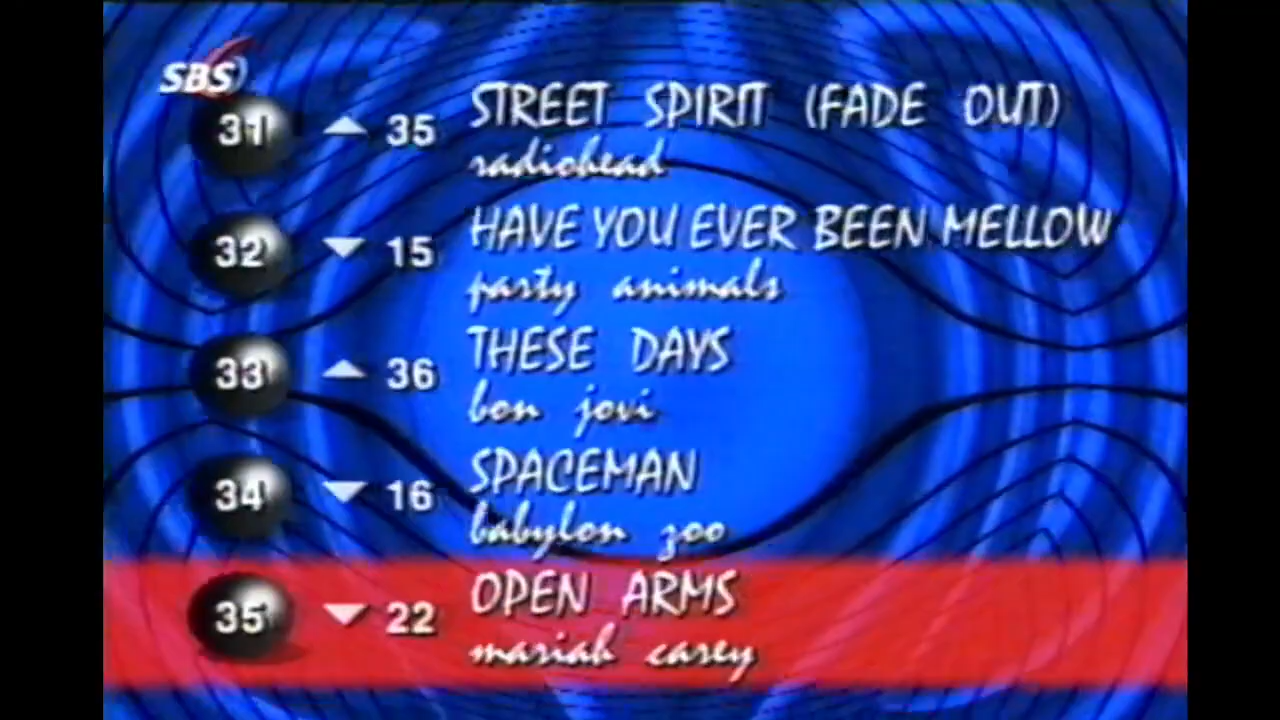 SBS
31 ▲ 35 STREET SPIRIT (FADE OUT)
radiohead
32 ▼ 15 HAVE YOU EVER BEEN MELLOW
party animals
33 ▲ 36 THESE DAYS
bon jovi
34 ▼ 16 SPACEMAN
babylon zoo
35 ▼ 22 OPEN ARMS
mariah carey